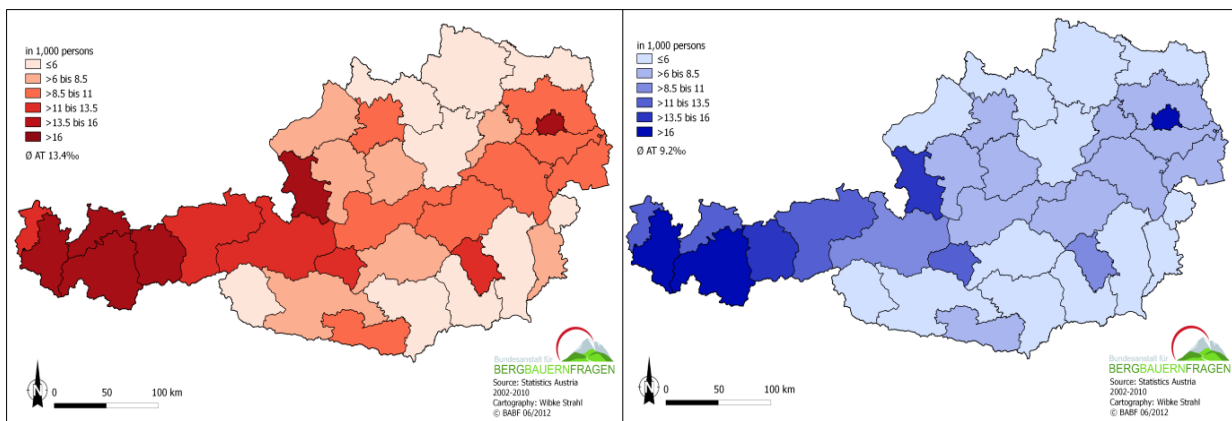 in 1,000 persons
≤6
>6 bis 8.5
>8.5 bis 11
>11 bis 13.5
>13.5 bis 16
>16
Ø AT 13.4‰
N
0 50 100 km
Bundesanstalt für
BERGBAUERNFRAGEN
Source: Statistics Austria
2002-2010
Cartography: Wibke Strahl
© BABF 06/2012
in 1,000 persons
≤6
>6 bis 8.5
>8.5 bis 11
>11 bis 13.5
>13.5 bis 16
>16
Ø AT 9.2‰
N
0 50 100 km
Bundesanstalt für
BERGBAUERNFRAGEN
Source: Statistics Austria
2002-2010
Cartography: Wibke Strahl
© BABF 06/2012